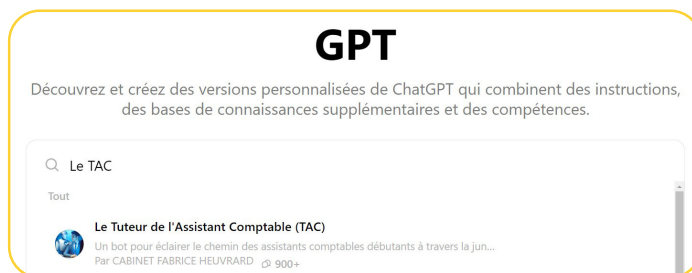 GPT
Découvrez et créez des versions personnalisées de ChatGPT qui combinent des instructions,
des bases de connaissances supplémentaires et des compétences.
Le TAC
Tout
Le Tuteur de l'Assistant Comptable (TAC)
Un bot pour éclairer le chemin des assistants comptables débutants à travers la jun...
Par CABINET FABRICE HEUVRARD 900+